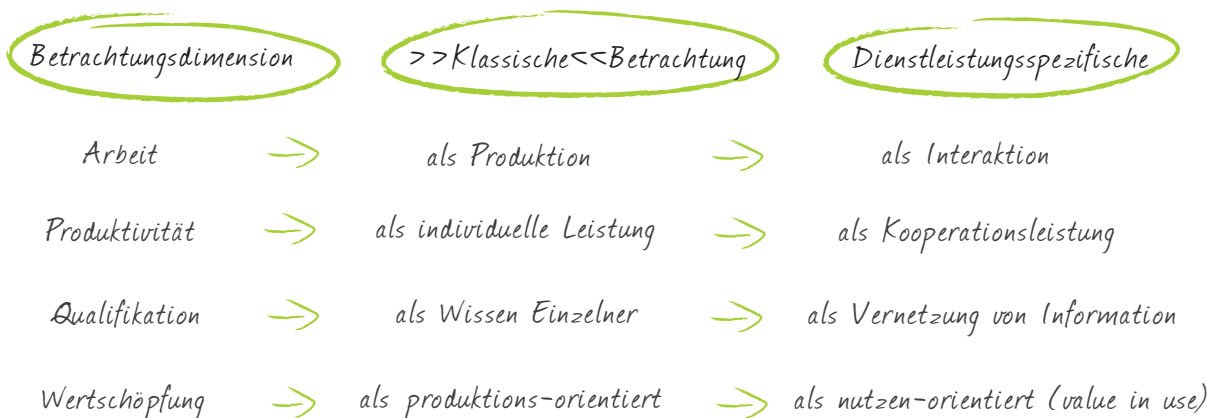 Betrachtungsdimension >>Klassische<<Betrachtung Dienstleistungsspezifische
Arbeit als Produktion als Interaktion
Produktivität als individuelle Leistung als Kooperationsleistung
Qualifikation als Wissen Einzelner als Vernetzung von Information
Wertschöpfung als produktions-orientiert als nutzen-orientiert (value in use)